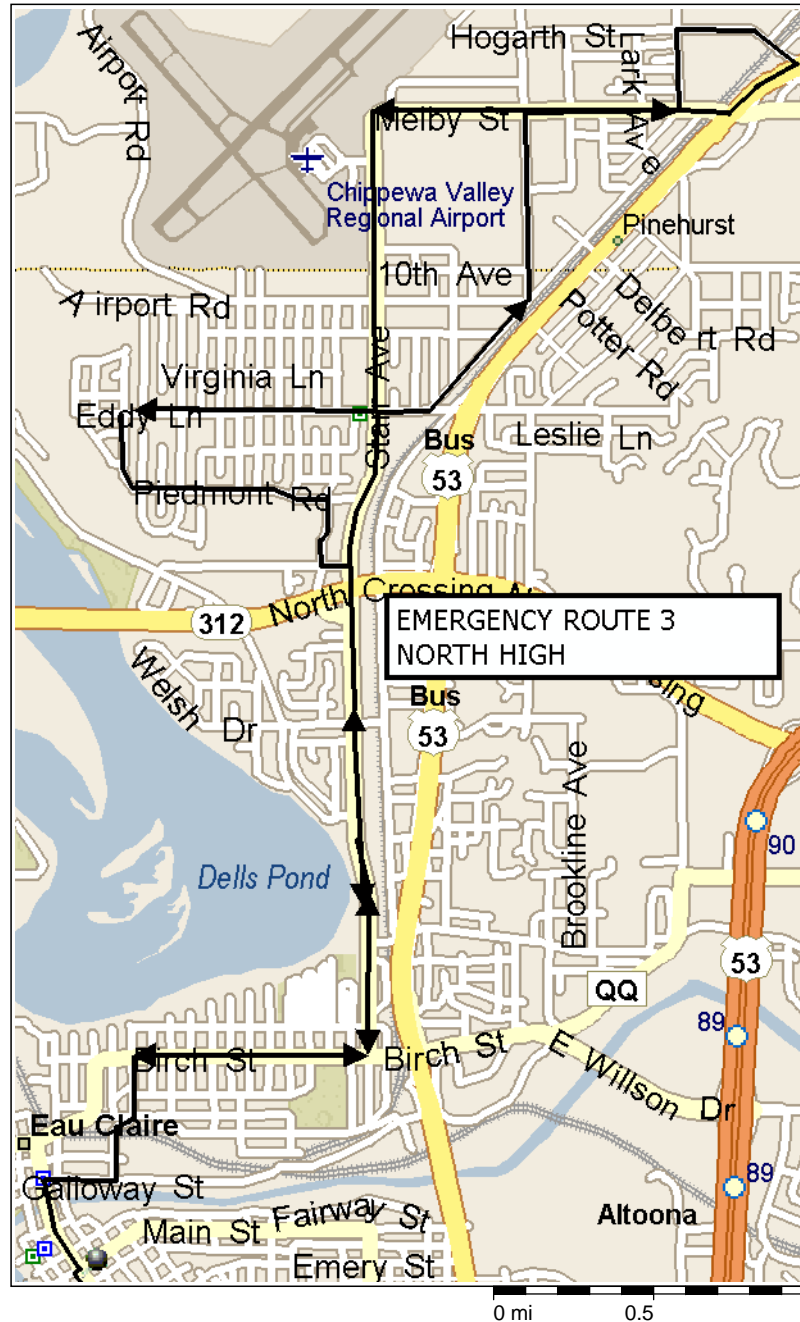 Hogarth St
Airport Rd
Lark Ave
Melby St
Chippewa Valley
Regional Airport
Pinehurst
10th Ave
Airport Rd
Delbert Rd
Potter Rd
Starr Ave
Virginia Ln
Eddy Ln
Bus
53
Leslie Ln
Piedmont Rd
North Crossing
312
EMERGENCY ROUTE 3
NORTH HIGH
Welsh Dr
Bus
53
Brookline Ave
90
Dells Pond
53
QQ
89
Birch St
Birch St
E Willson Dr
Eau Claire
Galloway St
89
Altoona
Main St
Fairway St
Emery St
0 mi
0.5